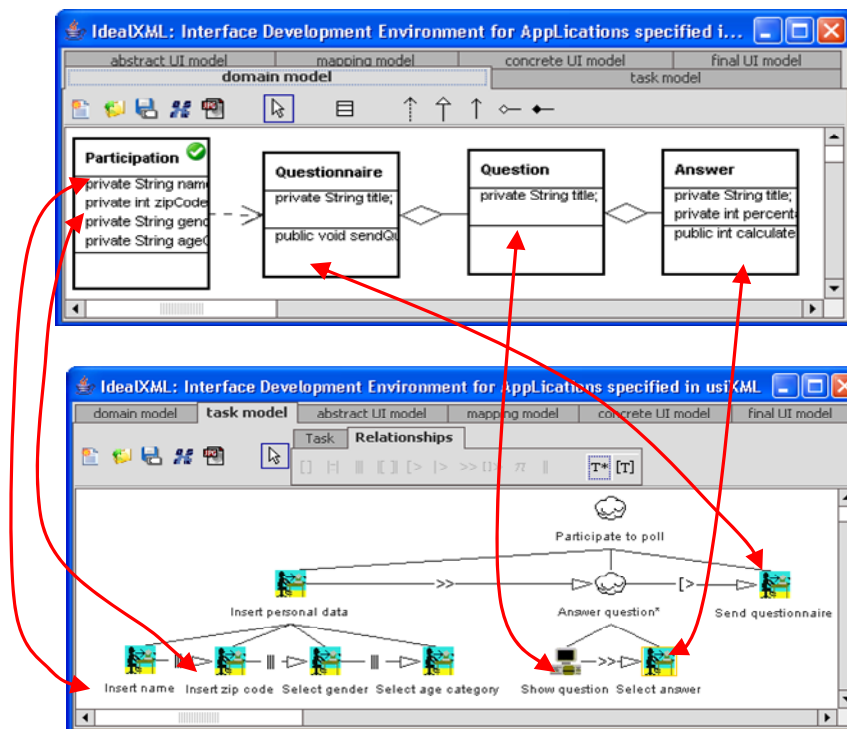 IdealXML: Interface Development Environment for AppLications specified i...
abstract UI model mapping model concrete UI model final UI model
domain model task model
Participation
private String name
private int zipCode
private String gend
private String ageC
Questionnaire
private String title;
public void sendQu
Question
private String title;
Answer
private String title;
private int percenta
public int calculate
IdealXML: Interface Development Environment for AppLications specified in usiXML
domain model task model abstract UI model mapping model concrete UI model final UI model
Task Relationships
[] |-| ||| |[]| [> |> >> []> π || T* [T]
Participate to poll
>> [>
Insert personal data Answer question* Send questionnaire
||| ||| ||| >>
Insert name Insert zip code Select gender Select age category Show question Select answer